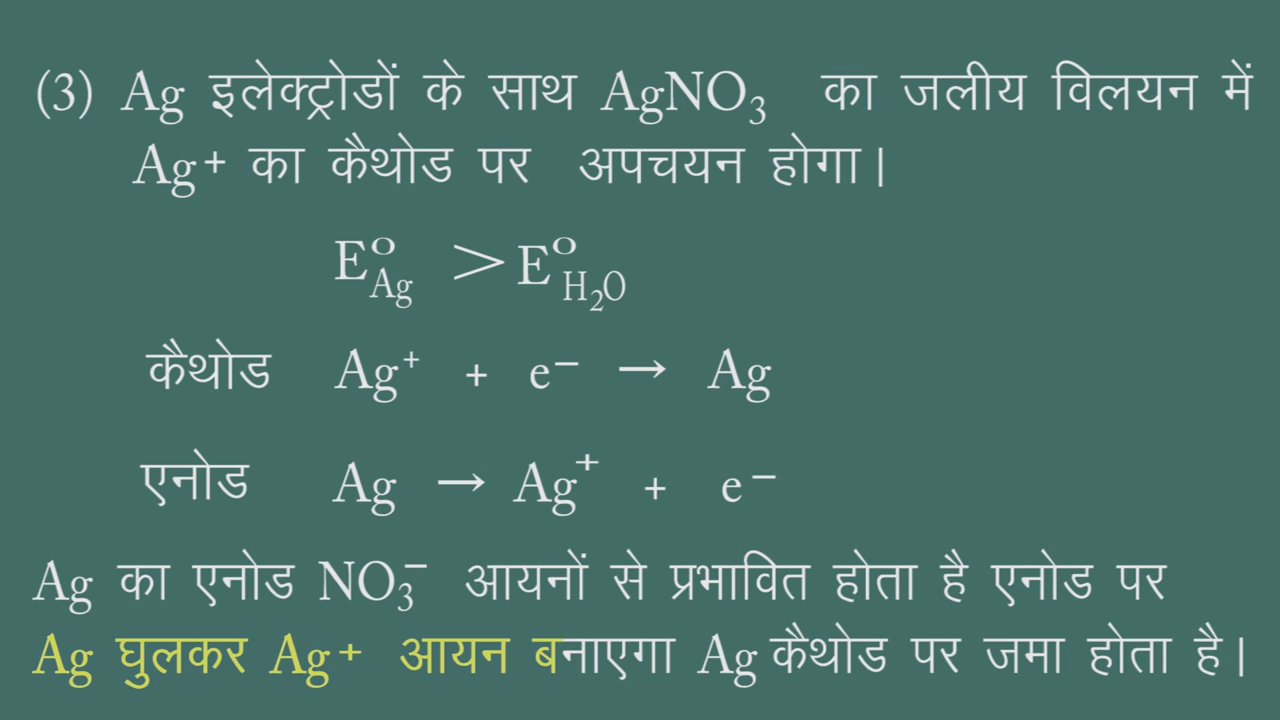 (3) Ag इलेक्ट्रोडों के साथ AgNO₃ का जलीय विलयन में
Ag+ का कैथोड पर अपचयन होगा।
E°Ag > E°H₂O
कैथोड Ag⁺ + e⁻ → Ag
एनोड Ag → Ag⁺ + e⁻
Ag का एनोड NO₃⁻ आयनों से प्रभावित होता है एनोड पर
Ag घुलकर Ag+ आयन बनाएगा Ag कैथोड पर जमा होता है।